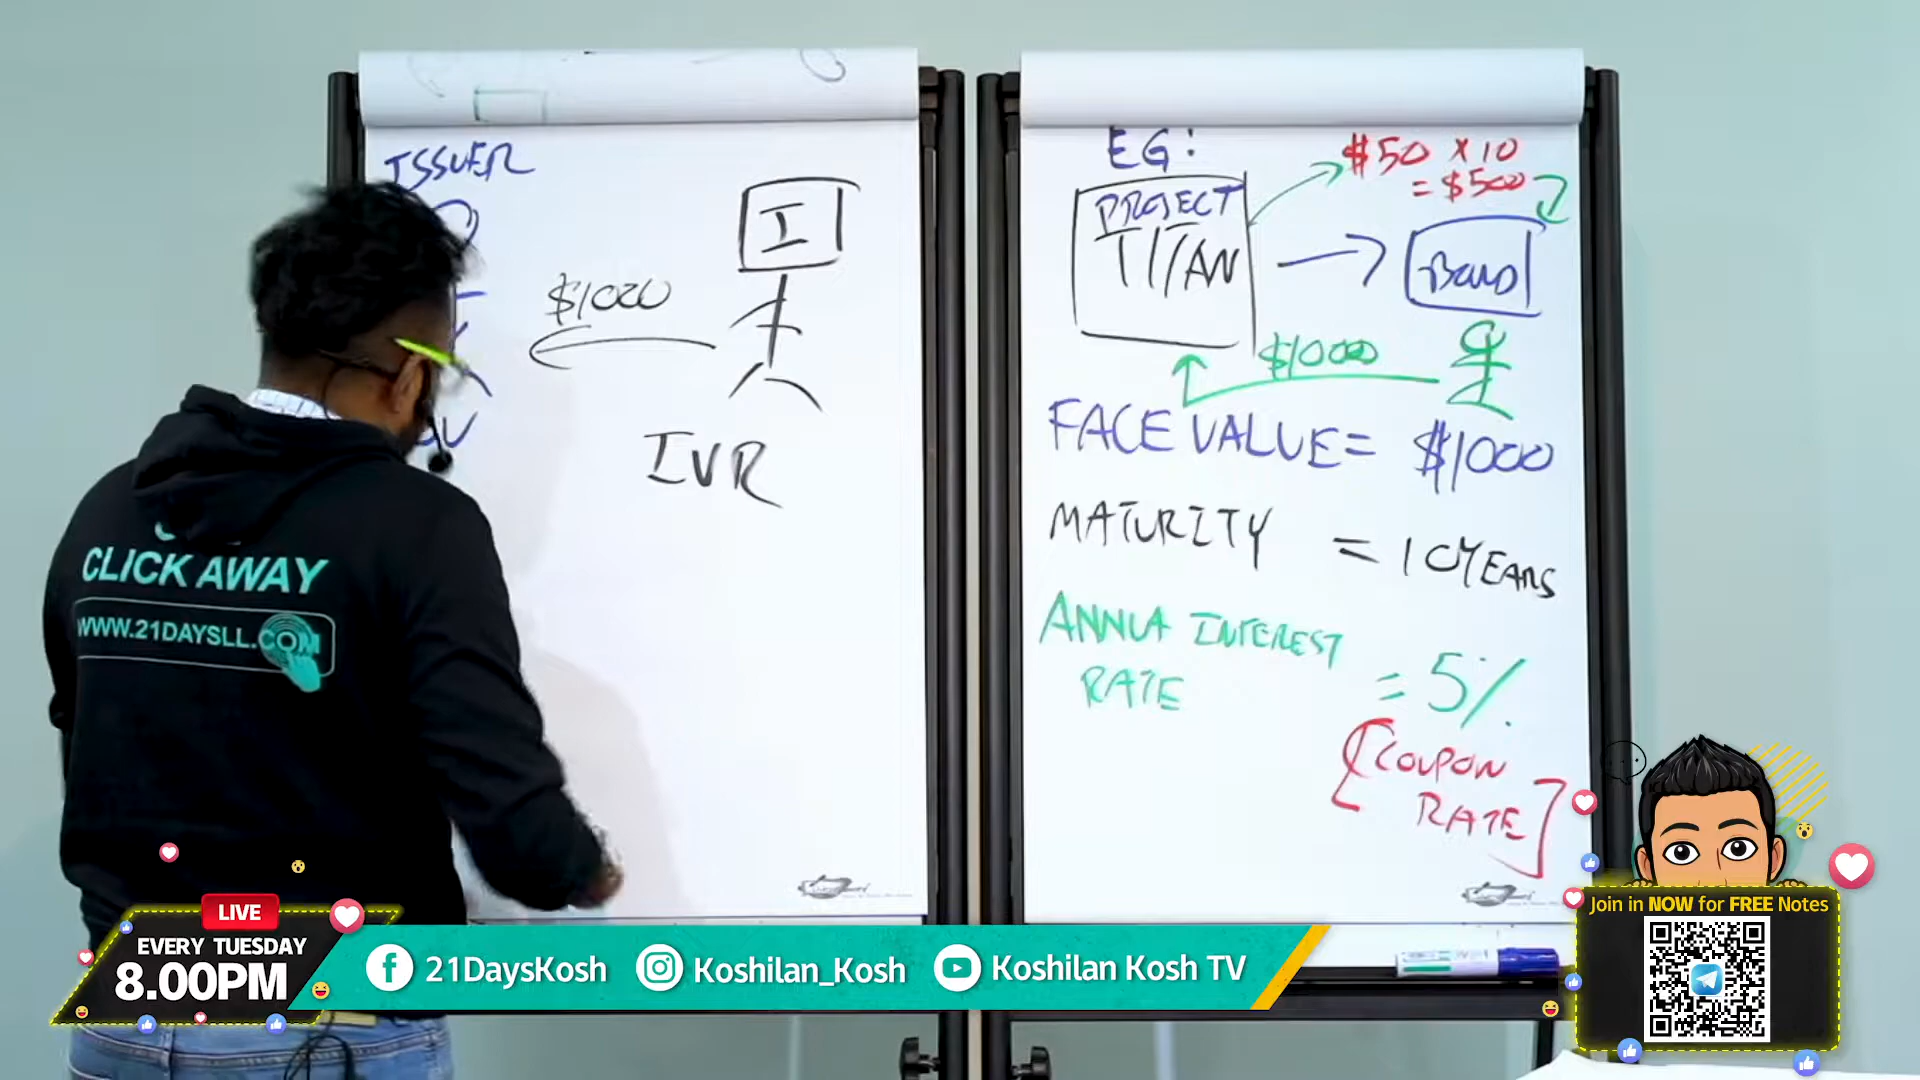 ISSUER
I
$1000
IVR
EG:
$50 x 10
= $500
PROJECT
TITAN
BOND
$1000
FACE VALUE = $1000
MATURITY = 10 YEARS
ANNUA INTEREST
RATE = 5%
[COUPON
RATE]
CLICK AWAY
WWW.21DAYSLL.COM
LIVE
EVERY TUESDAY
8.00PM
21DaysKosh
Koshilan_Kosh
Koshilan Kosh TV
Join in NOW for FREE Notes